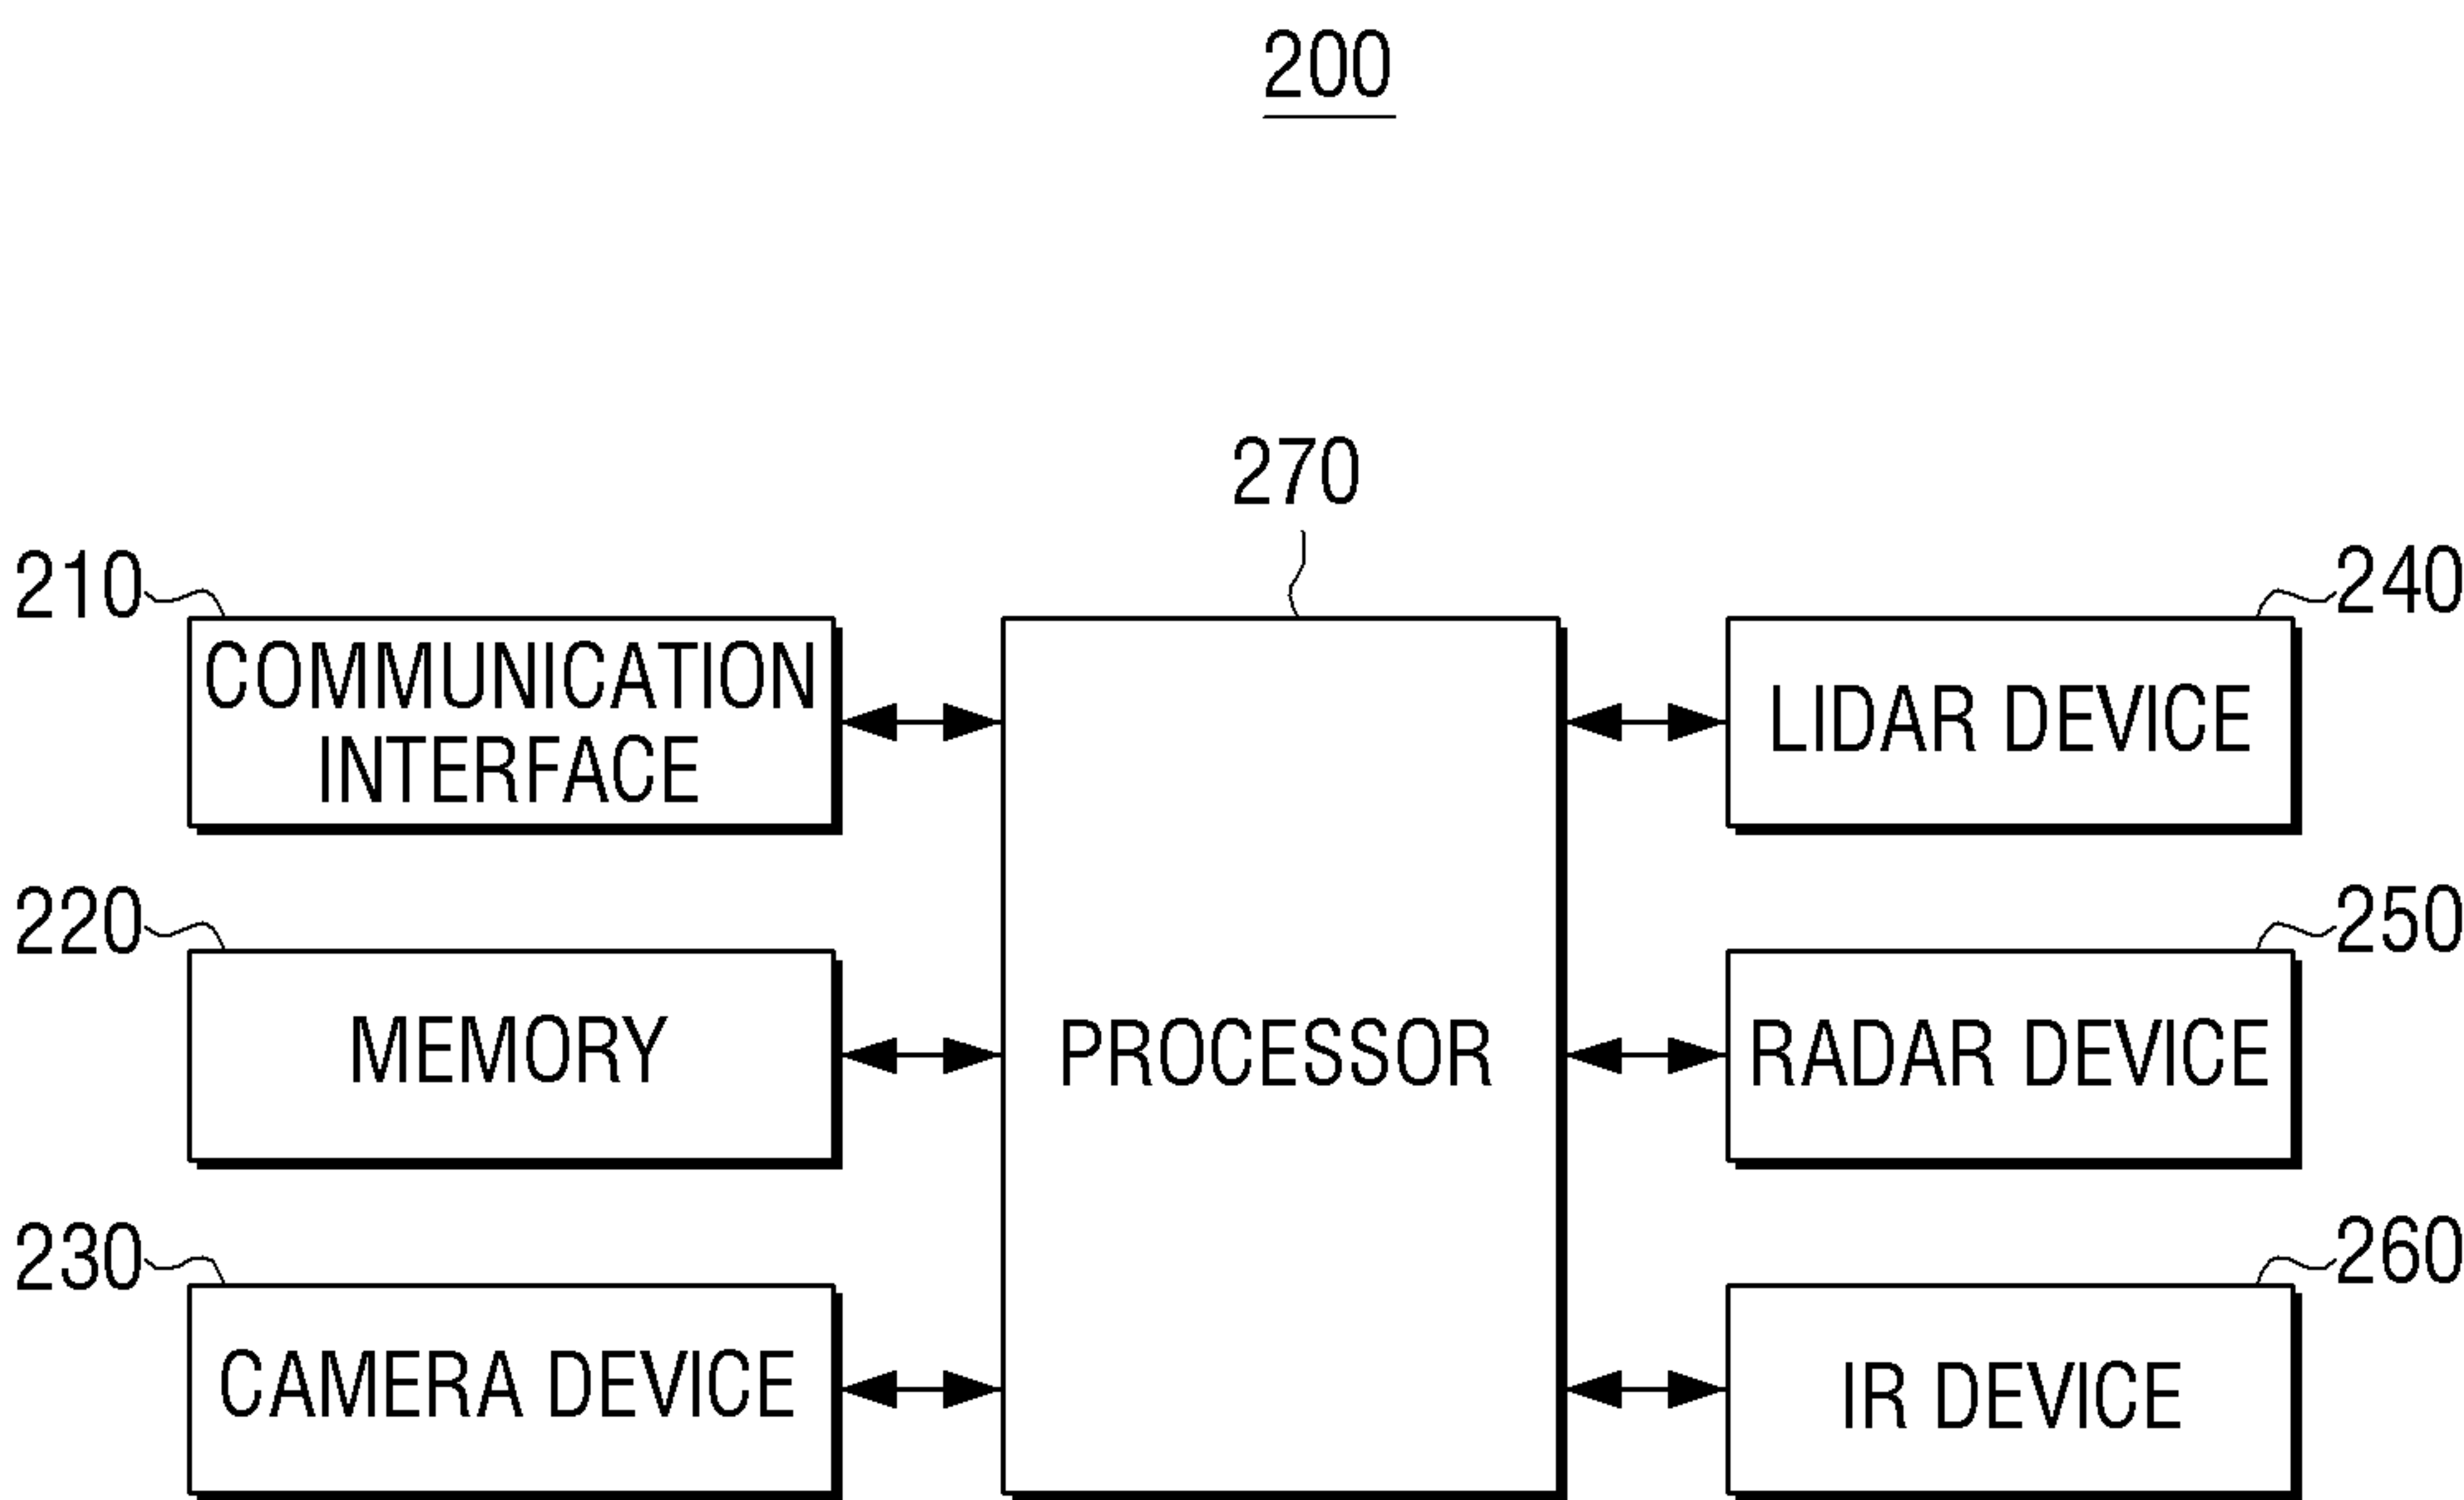 200
270
210
COMMUNICATION
INTERFACE
240
LIDAR DEVICE
220
MEMORY
PROCESSOR
250
RADAR DEVICE
230
CAMERA DEVICE
260
IR DEVICE